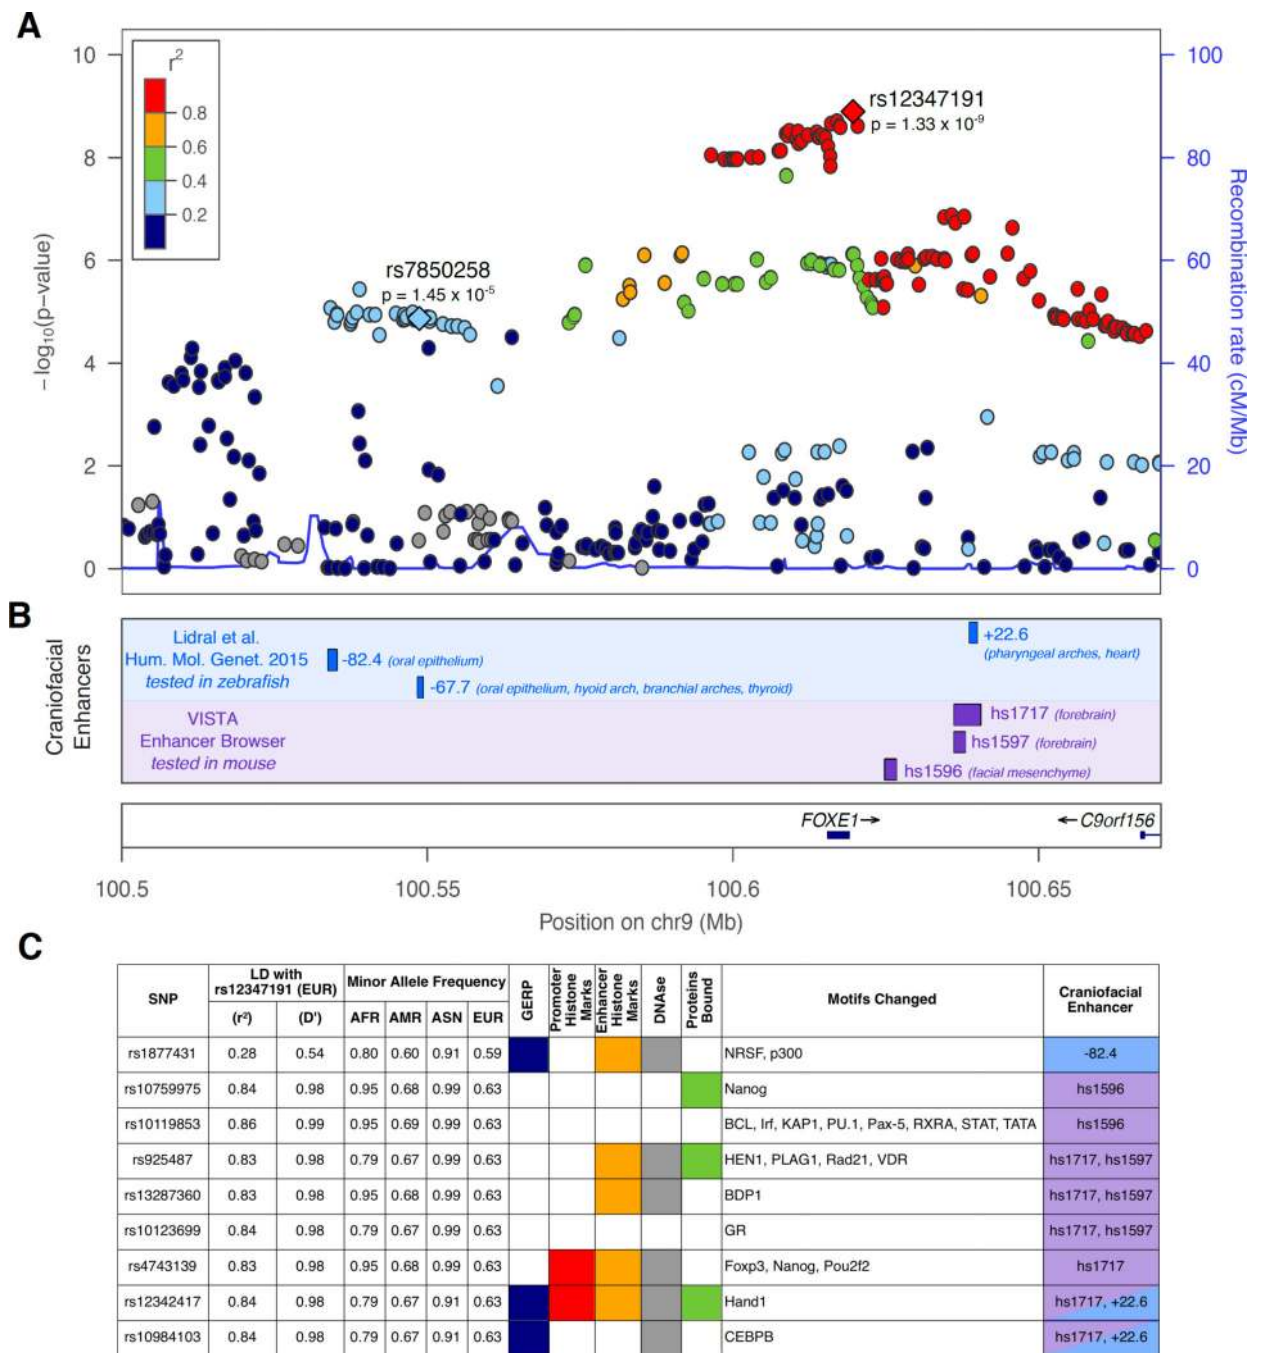 A
10
8
6
4
2
0
−log10(p−value)
r2
0.8
0.6
0.4
0.2
rs12347191
p = 1.33 x 10-9
rs7850258
p = 1.45 x 10-5
100
80
60
40
20
0
Recombination rate (cM/Mb)
B
Craniofacial
Enhancers
Lidral et al.
Hum. Mol. Genet. 2015
tested in zebrafish
-82.4 (oral epithelium)
-67.7 (oral epithelium, hyoid arch, branchial arches, thyroid)
+22.6
(pharyngeal arches, heart)
VISTA
Enhancer Browser
tested in mouse
hs1717 (forebrain)
hs1597 (forebrain)
hs1596 (facial mesenchyme)
FOXE1→ ←C9orf156
100.5 100.55 100.6 100.65
Position on chr9 (Mb)
C
SNP
LD with
rs12347191 (EUR)
(r²) (D')
Minor Allele Frequency
AFR AMR ASN EUR
GERP
Promoter
Histone
Marks
Enhancer
Histone
Marks
DNAse
Proteins
Bound
Motifs Changed
Craniofacial
Enhancer
rs1877431 0.28 0.54 0.80 0.60 0.91 0.59 NRSF, p300 -82.4
rs10759975 0.84 0.98 0.95 0.68 0.99 0.63 Nanog hs1596
rs10119853 0.86 0.99 0.95 0.69 0.99 0.63 BCL, Irf, KAP1, PU.1, Pax-5, RXRA, STAT, TATA hs1596
rs925487 0.83 0.98 0.79 0.67 0.99 0.63 HEN1, PLAG1, Rad21, VDR hs1717, hs1597
rs13287360 0.83 0.98 0.95 0.68 0.99 0.63 BDP1 hs1717, hs1597
rs10123699 0.84 0.98 0.79 0.67 0.99 0.63 GR hs1717, hs1597
rs4743139 0.83 0.98 0.95 0.68 0.99 0.63 Foxp3, Nanog, Pou2f2 hs1717
rs12342417 0.84 0.98 0.79 0.67 0.91 0.63 Hand1 hs1717, +22.6
rs10984103 0.84 0.98 0.79 0.67 0.91 0.63 CEBPB hs1717, +22.6